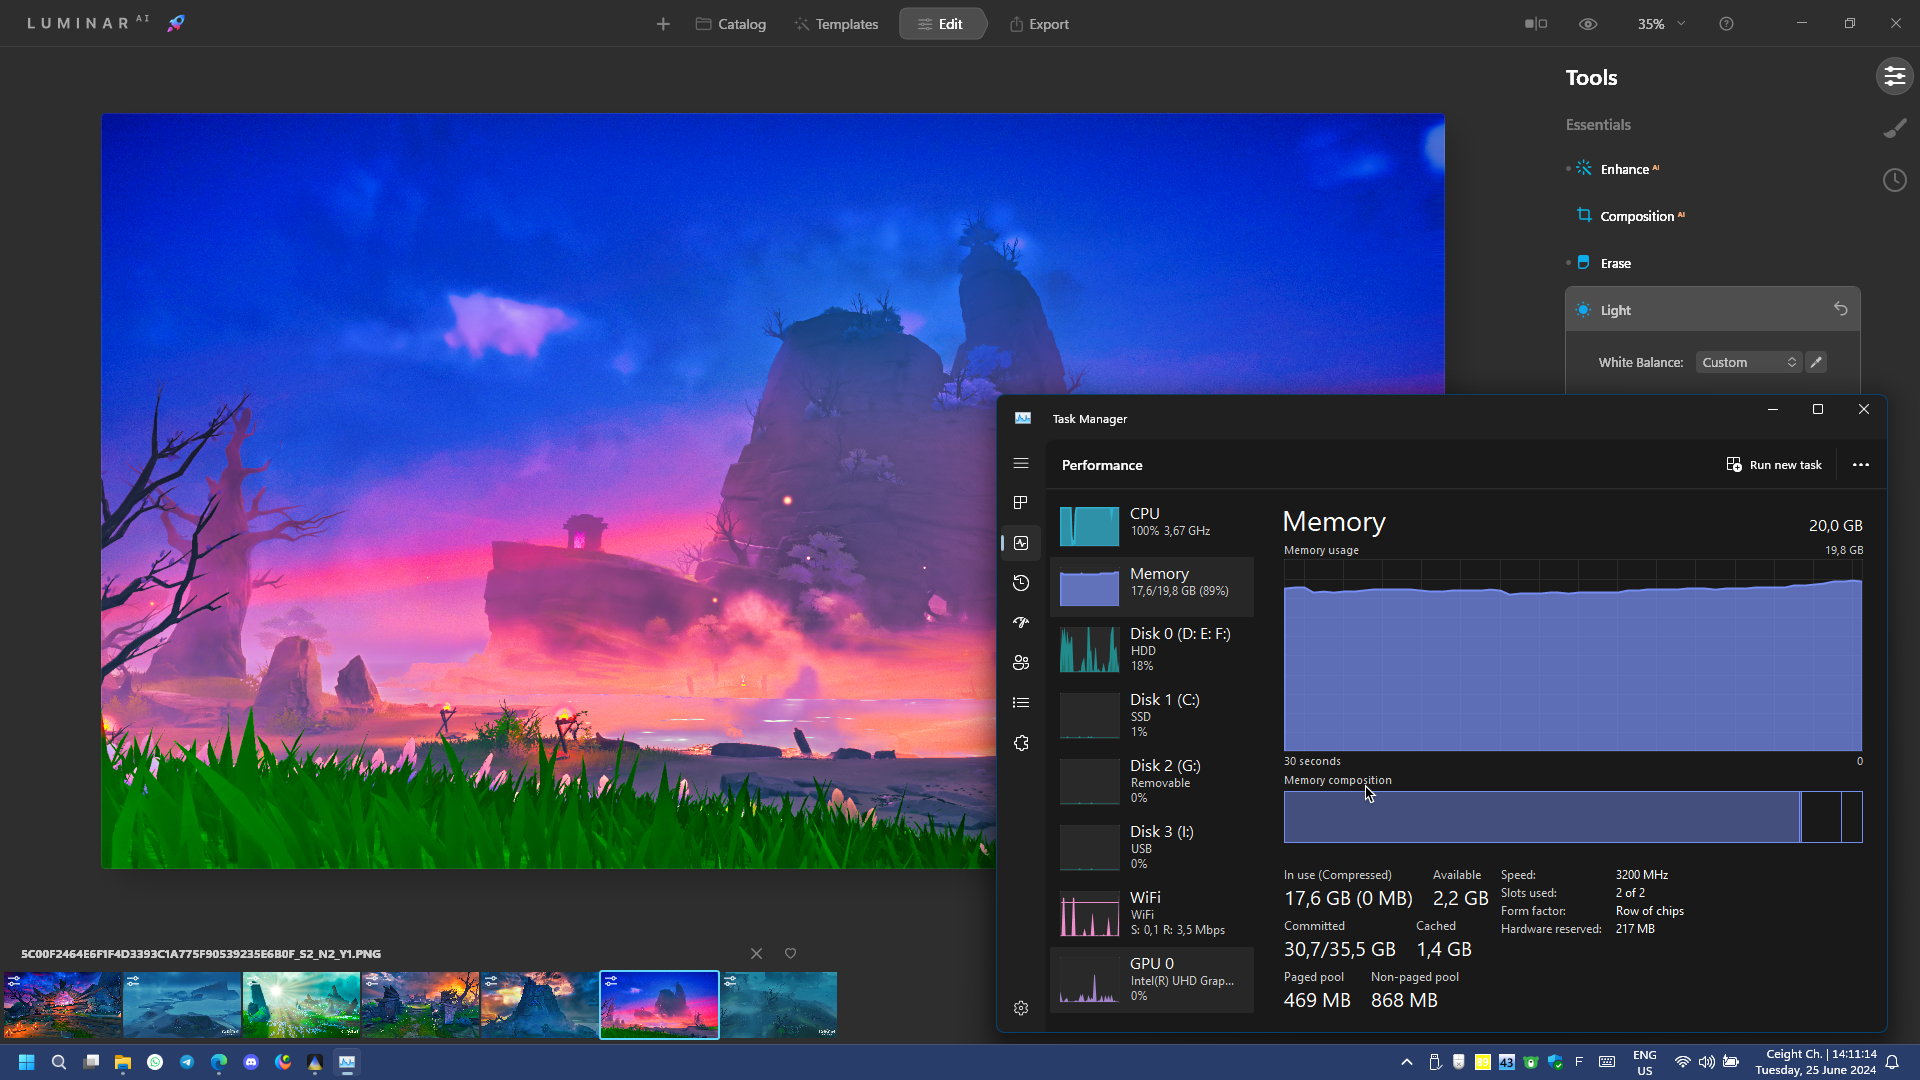 LUMINAR AI
Catalog
Templates
Edit
Export
35%
Tools
Essentials
Enhance AI
Composition AI
Erase
Light
White Balance:
Custom
Task Manager
Performance
Run new task
CPU
100% 3,67 GHz
Memory
17,6/19,8 GB (89%)
Disk 0 (D: E: F:)
HDD
18%
Disk 1 (C:)
SSD
1%
Disk 2 (G:)
Removable
0%
Disk 3 (I:)
USB
0%
WiFi
WiFi
S: 0,1 R: 3,5 Mbps
GPU 0
Intel(R) UHD Grap...
0%
Memory
20,0 GB
Memory usage
19,8 GB
30 seconds
0
Memory composition
In use (Compressed)
17,6 GB (0 MB)
Available
2,2 GB
Committed
30,7/35,5 GB
Cached
1,4 GB
Paged pool
469 MB
Non-paged pool
868 MB
Speed:
3200 MHz
Slots used:
2 of 2
Form factor:
Row of chips
Hardware reserved:
217 MB
5C00F2464E6F1F4D3393C1A775F90539235E6B0F_S2_N2_Y1.PNG
43
F
ENG
US
Ceight Ch. | 14:11:14
Tuesday, 25 June 2024